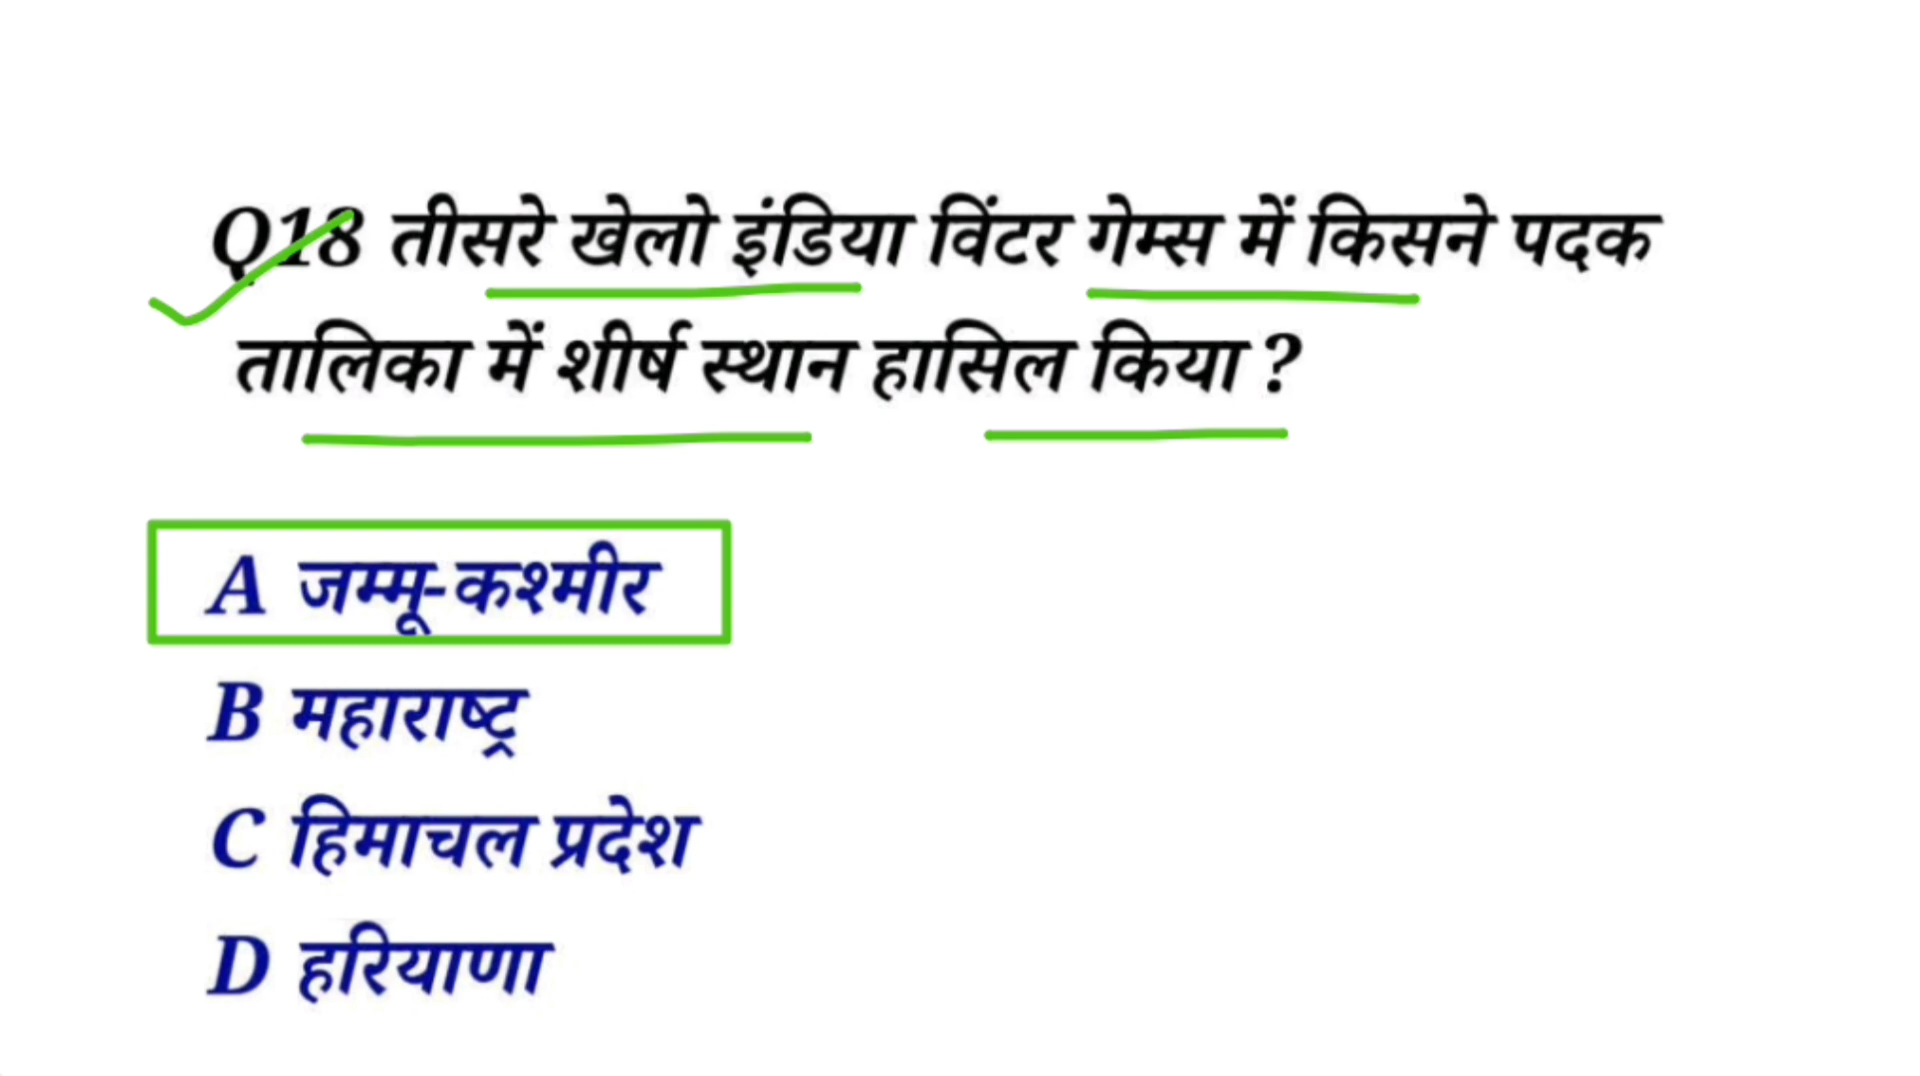 Q18 तीसरे खेलो इंडिया विंटर गेम्स में किसने पदक
तालिका में शीर्ष स्थान हासिल किया ?
A जम्मू-कश्मीर
B महाराष्ट्र
C हिमाचल प्रदेश
D हरियाणा